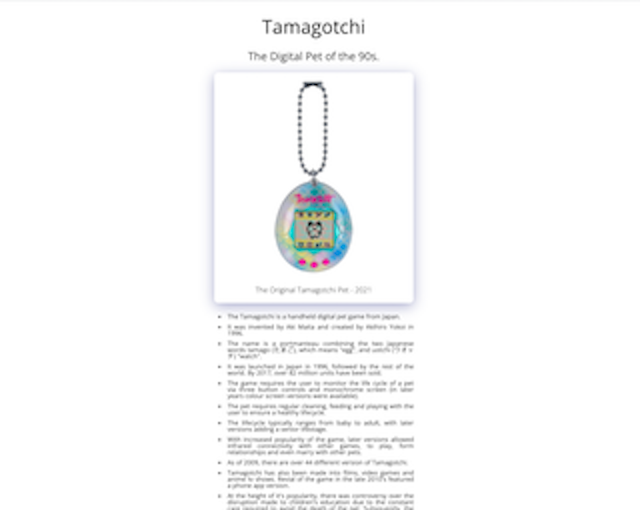 Tamagotchi
The Digital Pet of the 90s.
The Original Tamagotchi Pet - 2021
The Tamagotchi is a handheld digital pet game from Japan.
It was invented by Aki Maita and created by Akihiro Yokoi in
1996.
The name is a portmanteau combining the two Japanese
words tamago (たまご), which means "egg", and uotchi (ウオッ
チ) "watch".
It was launched in Japan in 1996, followed by the rest of the
world. By 2017, over 82 million units have been sold.
The game requires the user to monitor the life cycle of a pet
via three button controls and monochrome screen (in later
years colour screen versions were available).
The pet requires regular cleaning, feeding and playing with the
user to ensure a healthy lifecycle.
The lifecycle typically ranges from baby to adult, with later
versions adding a senior lifestage.
With increased popularity of the game, later versions allowed
infrared connectivity with other games, to play, form
relationships and even marry with other pets.
As of 2009, there are over 44 different version of Tamagotchi.
Tamagotchi has also been made into films, video games and
anime tv shows. Revial of the game in the late 2010's featured
a phone app version.
At the height of it's popularity, there was controversy over the
disruption made to children's education due to the constant
care required to avoid the death of the pet. Subsequently, the